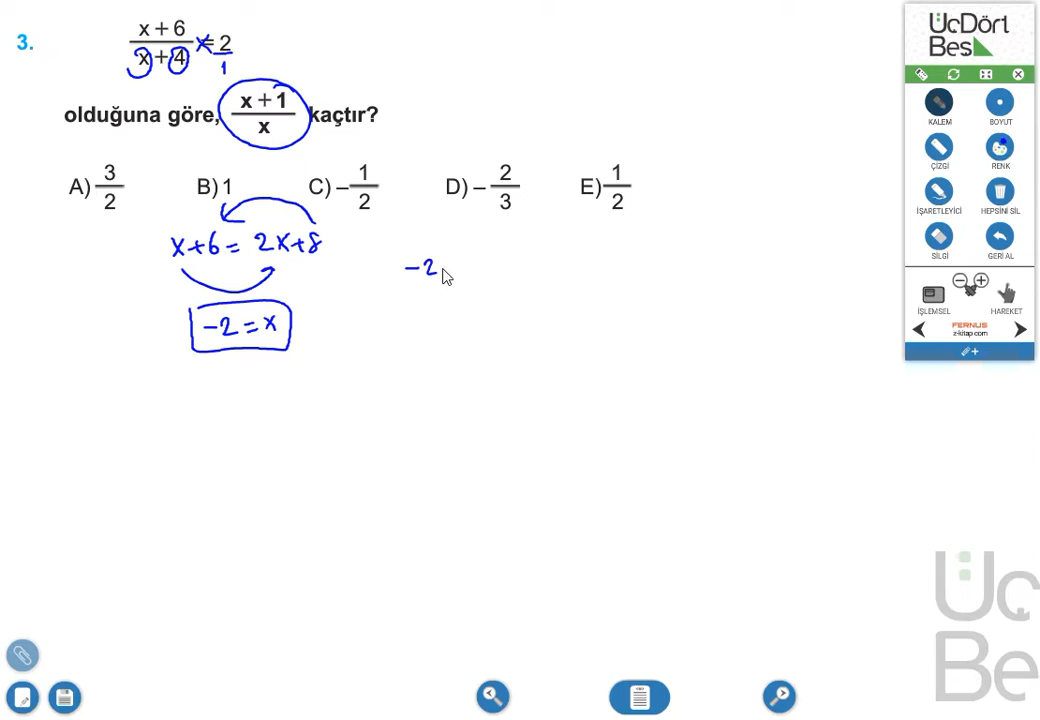 3.
x + 6
x + 4
= 2
1
olduğuna göre, x + 1 / x kaçtır?
A) 3/2 B) 1 C) – 1/2 D) – 2/3 E) 1/2
x+6 = 2x+8
-2
-2 = x
ÜçDört
Beş
KALEM BOYUT
ÇİZGİ RENK
İŞARETLEYİCİ HEPSİNİ SİL
SİLGİ GERİ AL
İŞLEMSEL HAREKET
FERNUS
z-kitap.com
Üç
Be